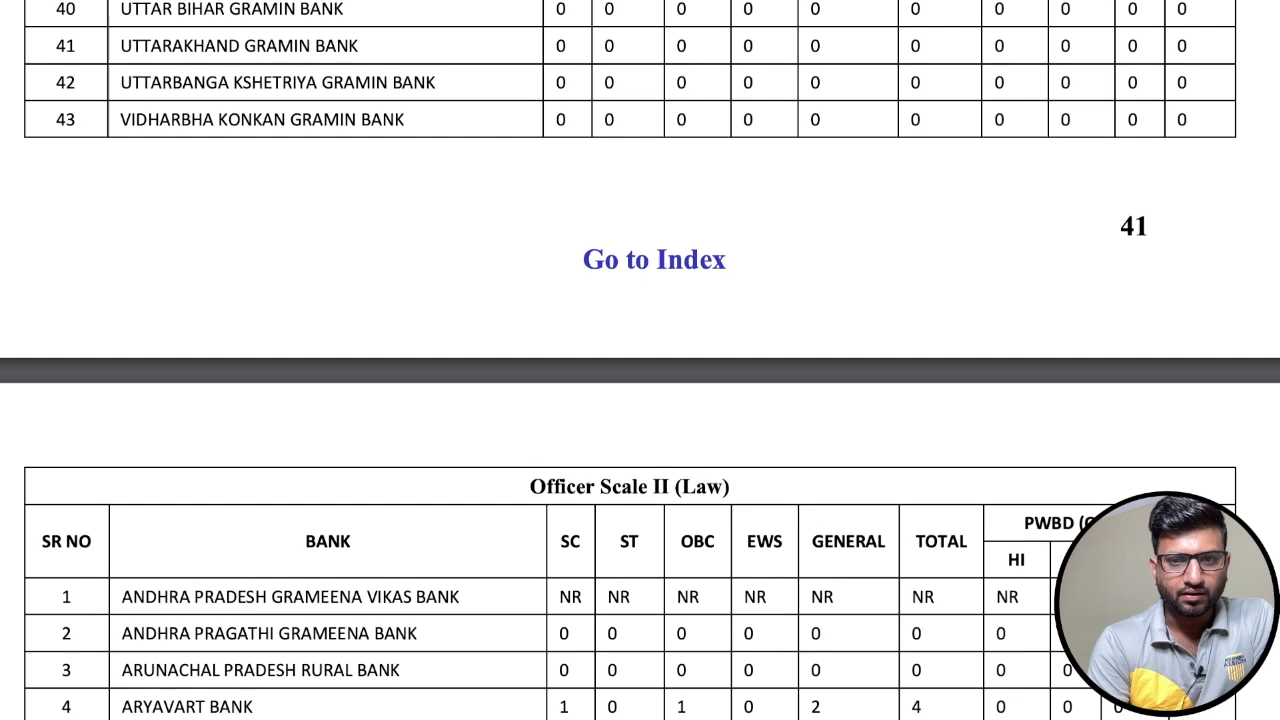 40 UTTAR BIHAR GRAMIN BANK 0 0 0 0 0 0 0 0 0 0
41 UTTARAKHAND GRAMIN BANK 0 0 0 0 0 0 0 0 0 0
42 UTTARBANGA KSHETRIYA GRAMIN BANK 0 0 0 0 0 0 0 0 0 0
43 VIDHARBHA KONKAN GRAMIN BANK 0 0 0 0 0 0 0 0 0 0
41
Go to Index
Officer Scale II (Law)
SR NO BANK SC ST OBC EWS GENERAL TOTAL PWBD
HI
1 ANDHRA PRADESH GRAMEENA VIKAS BANK NR NR NR NR NR NR NR
2 ANDHRA PRAGATHI GRAMEENA BANK 0 0 0 0 0 0 0
3 ARUNACHAL PRADESH RURAL BANK 0 0 0 0 0 0 0 0
4 ARYAVART BANK 1 0 1 0 2 4 0 0